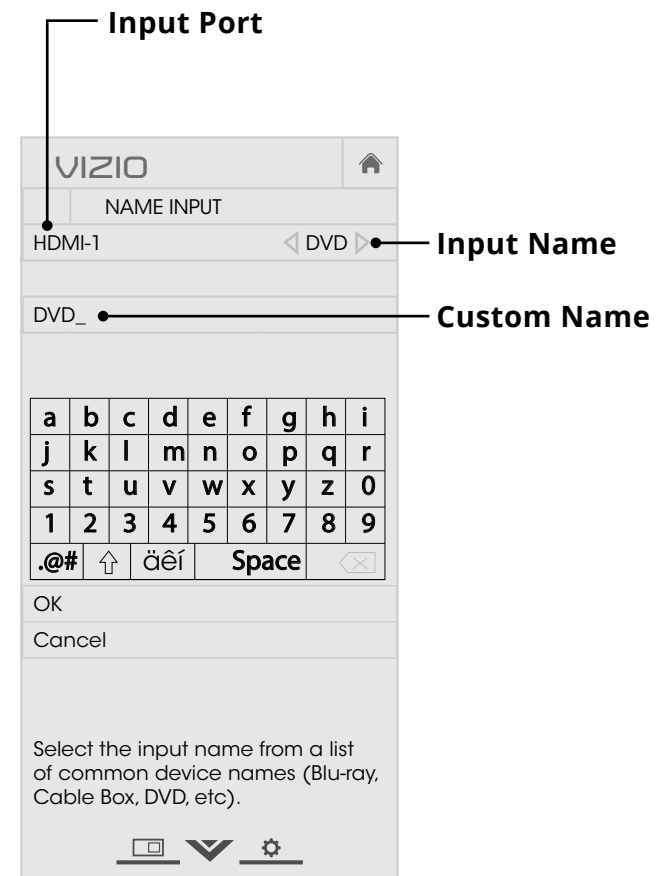 Input Port
VIZIO
NAME INPUT
HDMI-1 DVD
Input Name
DVD_
Custom Name
a b c d e f g h i
j k l m n o p q r
s t u v w x y z 0
1 2 3 4 5 6 7 8 9
.@# äêí Space
OK
Cancel
Select the input name from a list
of common device names (Blu-ray,
Cable Box, DVD, etc).